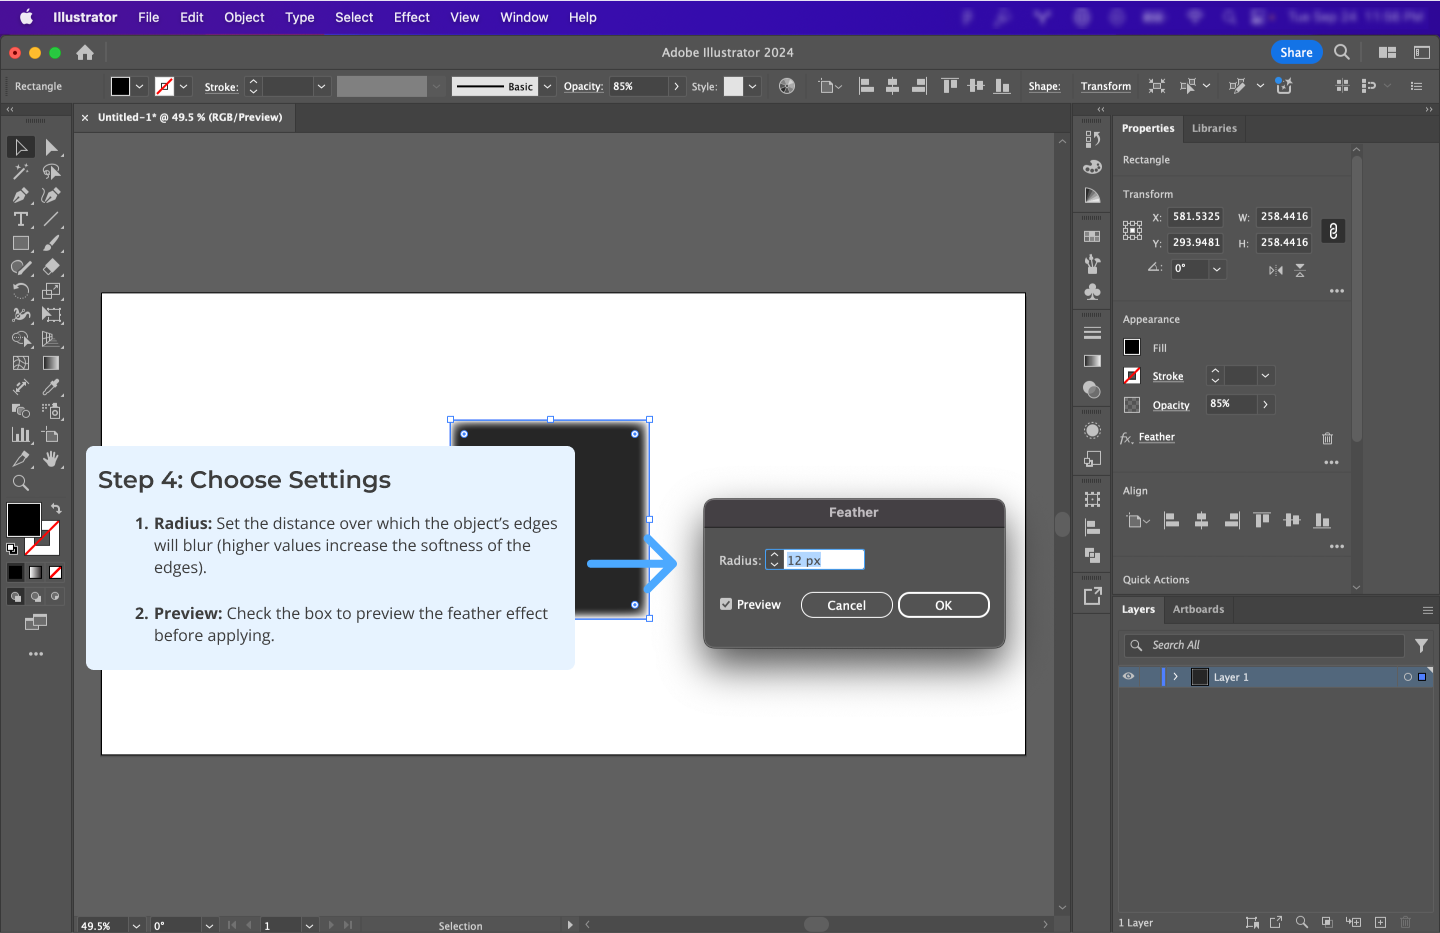 Illustrator File Edit Object Type Select Effect View Window Help
Adobe Illustrator 2024
Share
Rectangle Stroke: Basic Opacity: 85% Style: Shape: Transform
Untitled-1* @ 49.5 % (RGB/Preview)
Properties Libraries
Rectangle
Transform
X: 581.5325 W: 258.4416
Y: 293.9481 H: 258.4416
0°
Appearance
Fill
Stroke
Opacity 85%
fx. Feather
Align
Quick Actions
Layers Artboards
Search All
Layer 1
1 Layer
Step 4: Choose Settings
1. Radius: Set the distance over which the object's edges
will blur (higher values increase the softness of the
edges).
2. Preview: Check the box to preview the feather effect
before applying.
Feather
Radius: 12 px
Preview Cancel OK
49.5% 0° 1 Selection